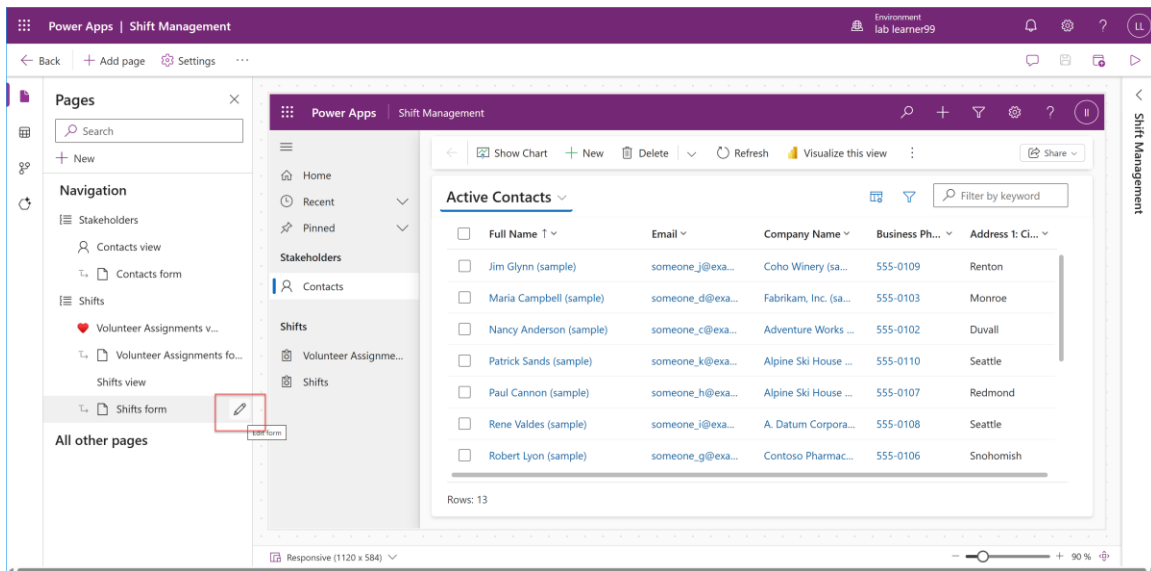 Power Apps | Shift Management
Environment
lab learner99
LL
Back
Add page
Settings
Pages
Search
New
Navigation
Stakeholders
Contacts view
Contacts form
Shifts
Volunteer Assignments v...
Volunteer Assignments fo...
Shifts view
Shifts form
Edit form
All other pages
Power Apps | Shift Management
II
Home
Recent
Pinned
Stakeholders
Contacts
Shifts
Volunteer Assignme...
Shifts
Show Chart
New
Delete
Refresh
Visualize this view
Share
Active Contacts
Filter by keyword
Full Name ↑ Email Company Name Business Ph... Address 1: Ci...
Jim Glynn (sample) someone_j@exa... Coho Winery (sa... 555-0109 Renton
Maria Campbell (sample) someone_d@exa... Fabrikam, Inc. (sa... 555-0103 Monroe
Nancy Anderson (sample) someone_c@exa... Adventure Works ... 555-0102 Duvall
Patrick Sands (sample) someone_k@exa... Alpine Ski House ... 555-0110 Seattle
Paul Cannon (sample) someone_h@exa... Alpine Ski House ... 555-0107 Redmond
Rene Valdes (sample) someone_i@exa... A. Datum Corpora... 555-0108 Seattle
Robert Lyon (sample) someone_g@exa... Contoso Pharmac... 555-0106 Snohomish
Rows: 13
Responsive (1120 x 584)
90 %
Shift Management